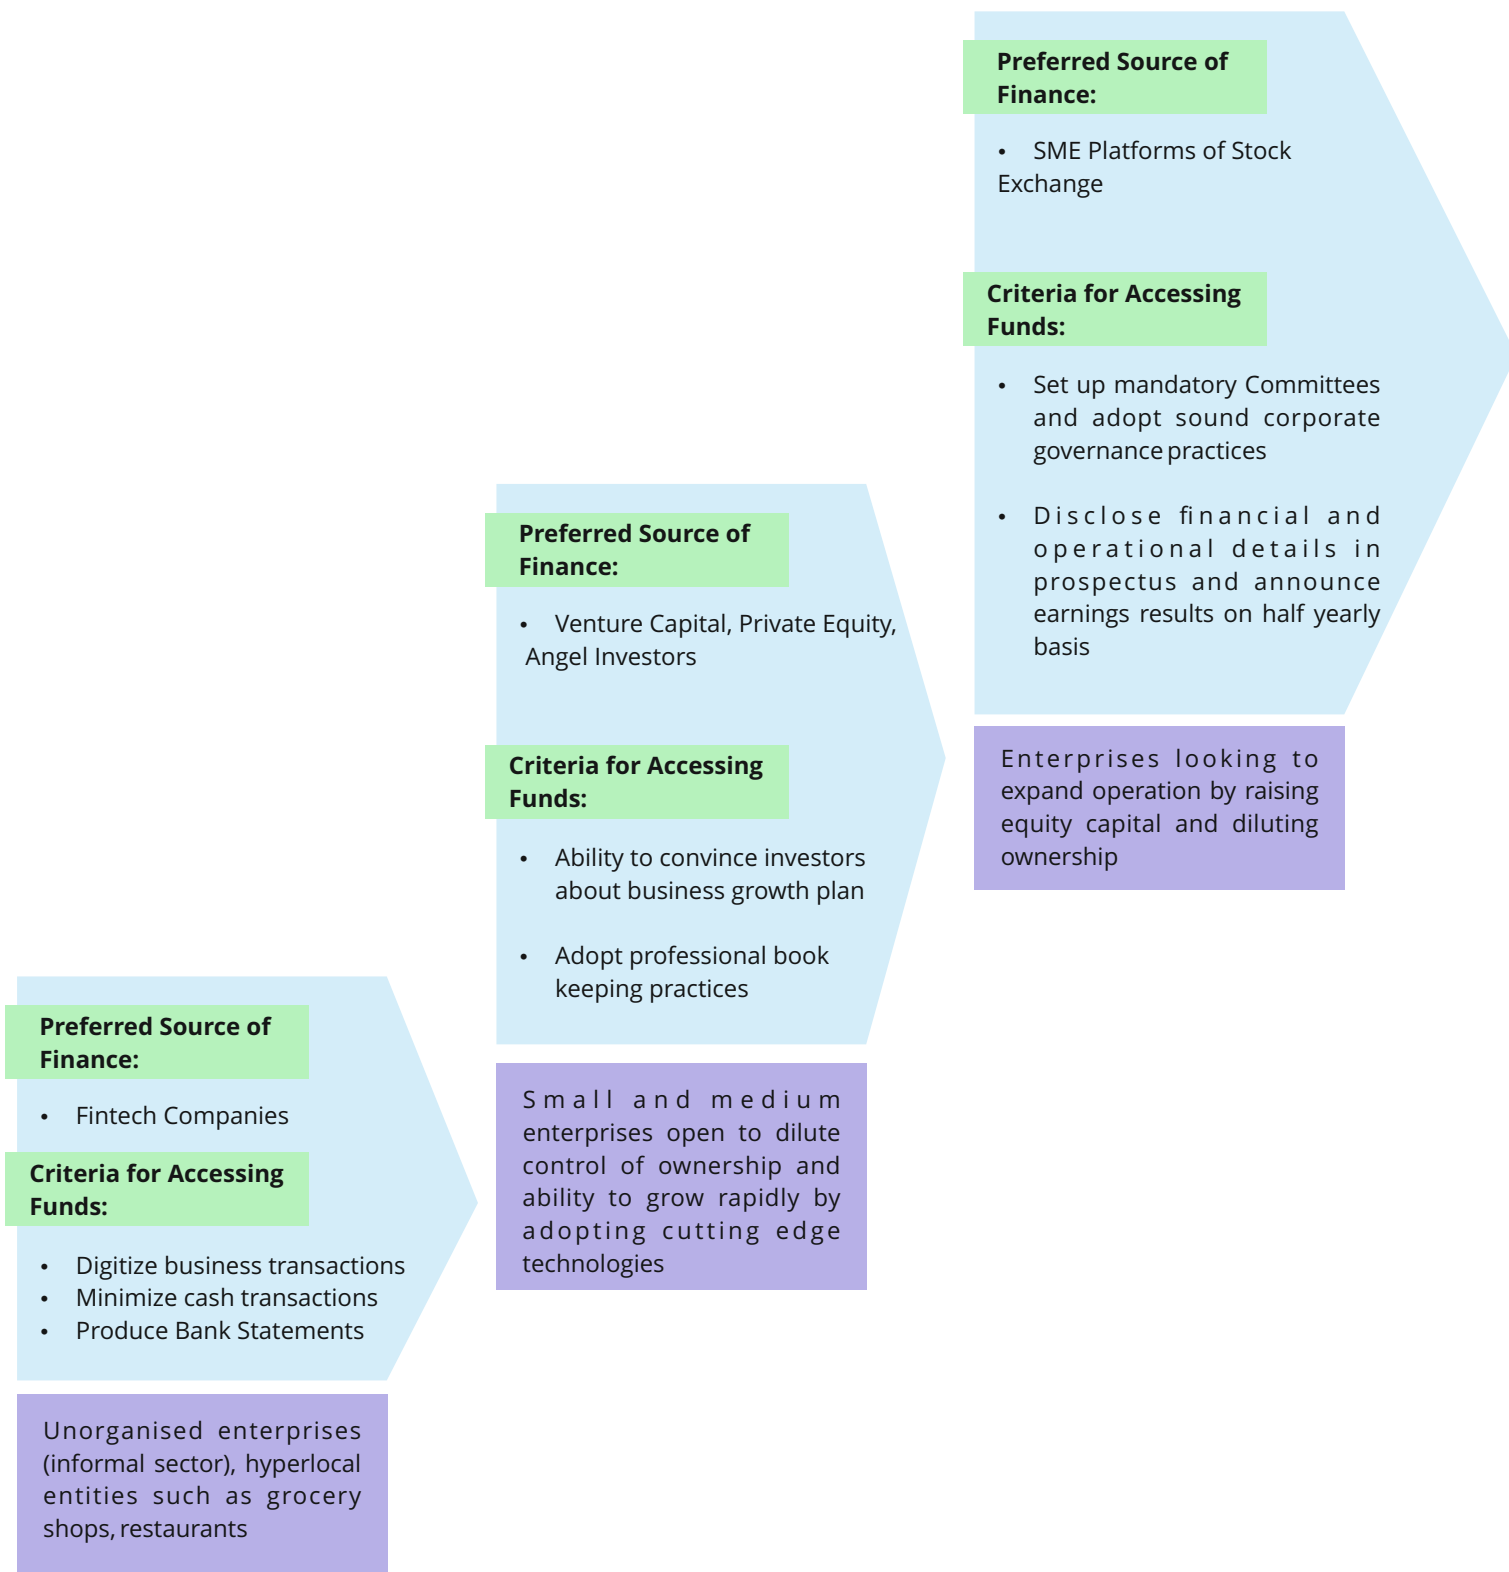 Preferred Source of
Finance:
• SME Platforms of Stock
Exchange
Criteria for Accessing
Funds:
• Set up mandatory Committees
and adopt sound corporate
governance practices
• Disclose financial and
operational details in
prospectus and announce
earnings results on half yearly
basis
Enterprises looking to
expand operation by raising
equity capital and diluting
ownership
Preferred Source of
Finance:
• Venture Capital, Private Equity,
Angel Investors
Criteria for Accessing
Funds:
• Ability to convince investors
about business growth plan
• Adopt professional book
keeping practices
Small and medium
enterprises open to dilute
control of ownership and
ability to grow rapidly by
adopting cutting edge
technologies
Preferred Source of
Finance:
• Fintech Companies
Criteria for Accessing
Funds:
• Digitize business transactions
• Minimize cash transactions
• Produce Bank Statements
Unorganised enterprises
(informal sector), hyperlocal
entities such as grocery
shops, restaurants